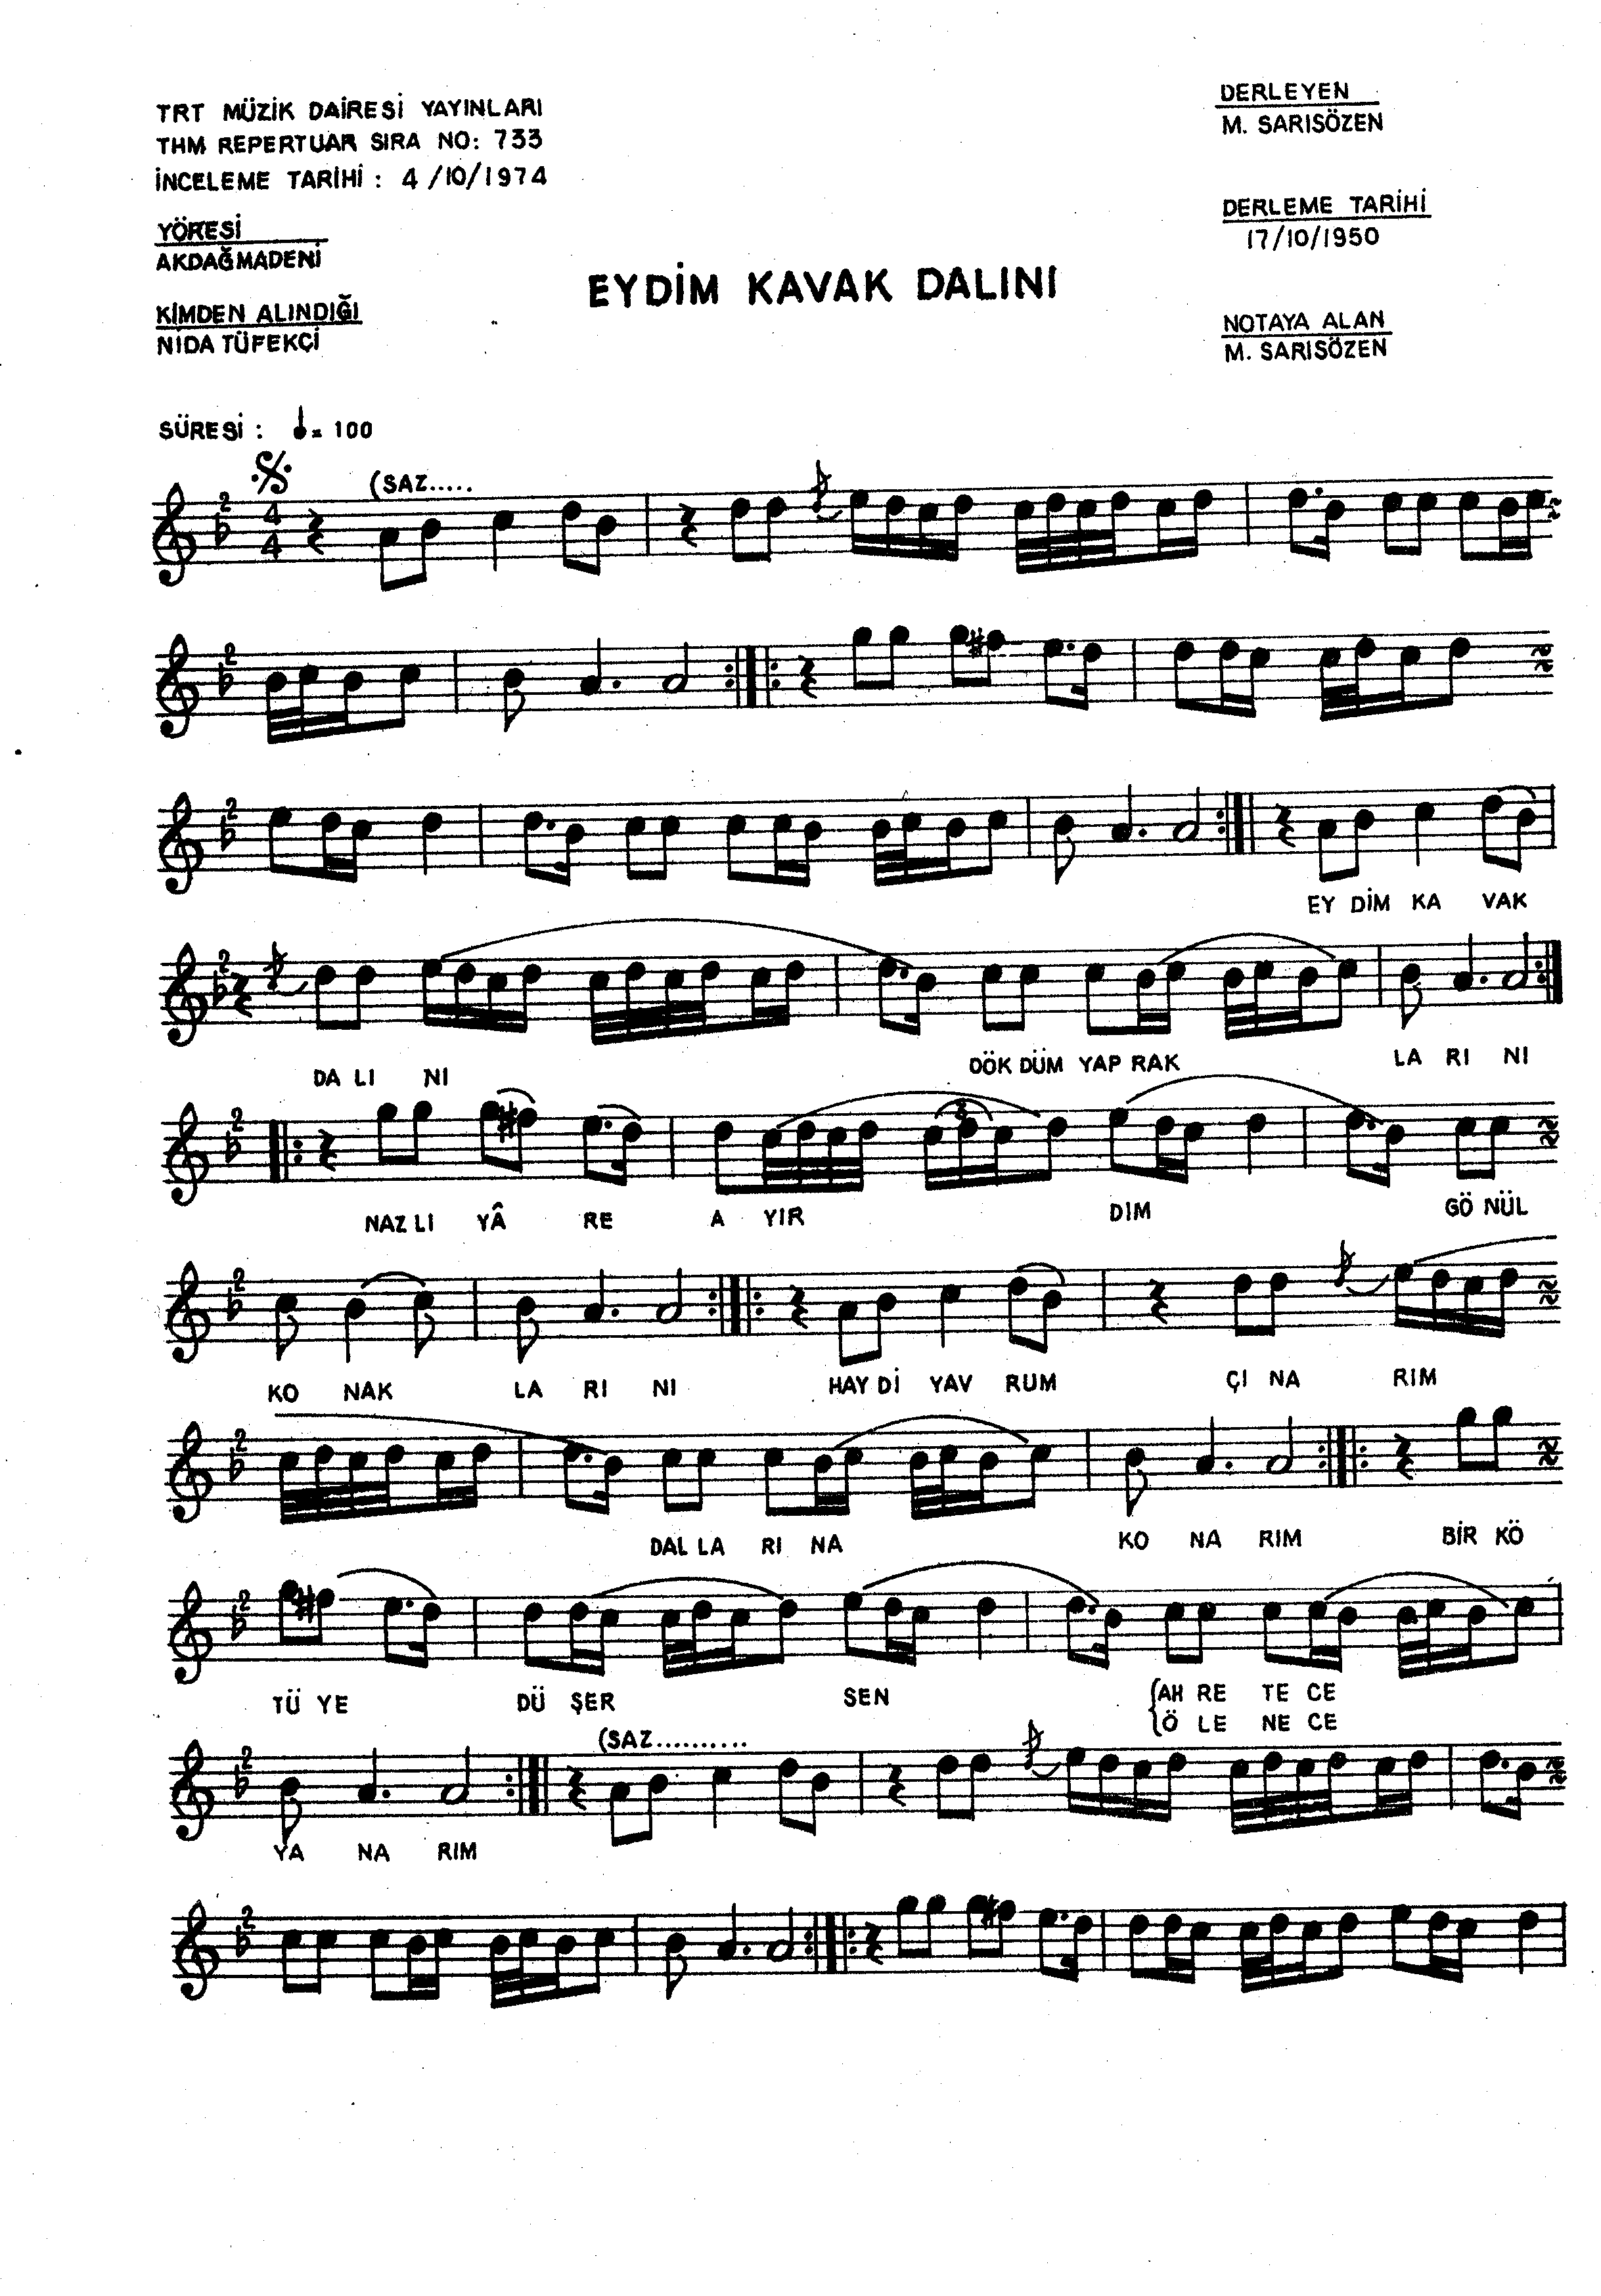 TRT MÜZİK DAİRESİ YAYINLARI
THM REPERTUAR SIRA NO: 733
İNCELEME TARİHİ : 4/10/1974
YÖRESİ
AKDAĞMADENİ
KİMDEN ALINDIĞI
NİDA TÜFEKÇİ
DERLEYEN
M. SARISÖZEN
DERLEME TARİHİ
17/10/1950
NOTAYA ALAN
M. SARISÖZEN
EYDİM KAVAK DALINI
SÜRESİ : ♩= 100
(SAZ.....
EY DİM KA VAK
DA LI NI DÖK DÜM YAP RAK LA RI NI
NAZ LI YÂ RE A YIR DIM GÖ NÜL
KO NAK LA RI NI HAY Dİ YAV RUM ÇI NA RIM
DAL LA RI NA KO NA RIM BİR KÖ
TÜ YE DÜ ŞER SEN {AH RE TE CE
{Ö LE NE CE
(SAZ..........
YA NA RIM